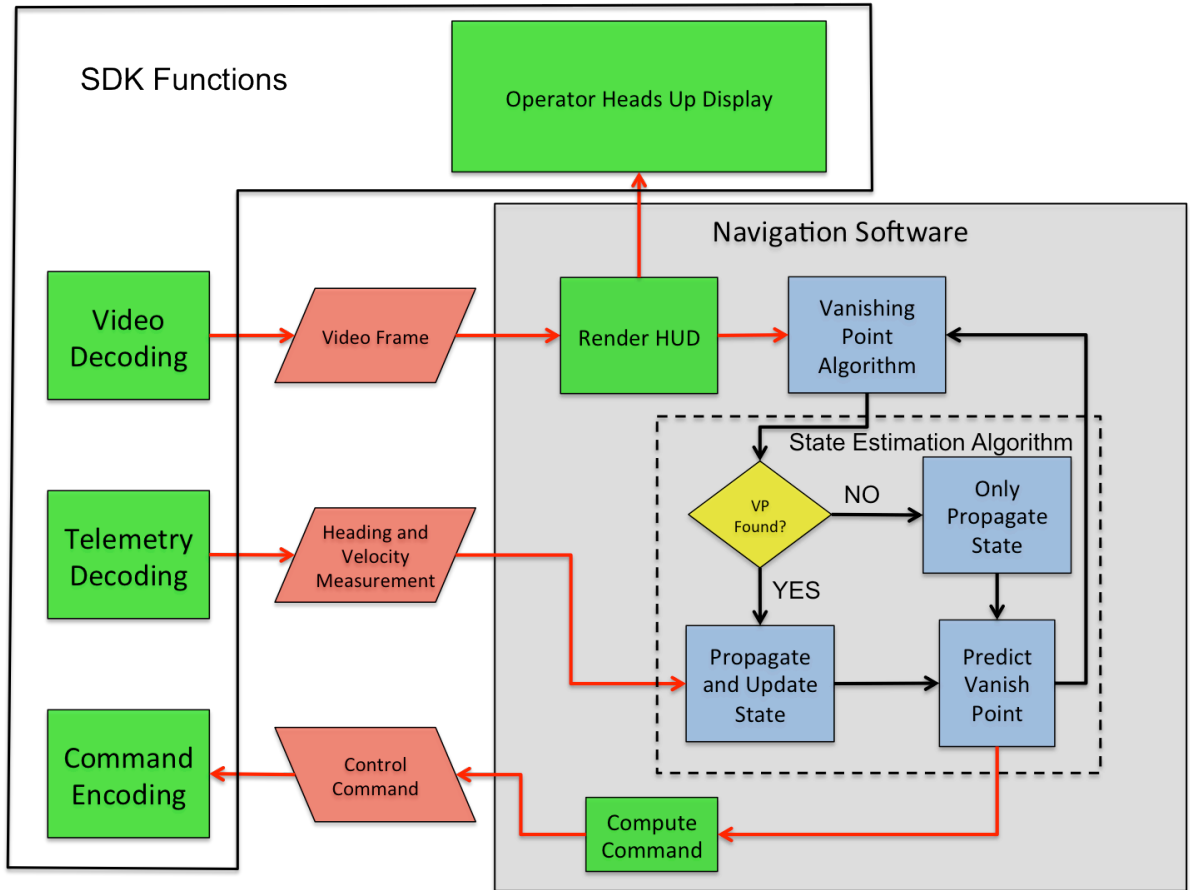 SDK Functions
Operator Heads Up Display
Navigation Software
Video
Decoding
Video Frame
Render HUD
Vanishing
Point
Algorithm
State Estimation Algorithm
VP
Found?
NO
Only
Propagate
State
Telemetry
Decoding
Heading and
Velocity
Measurement
YES
Propagate
and Update
State
Predict
Vanish
Point
Command
Encoding
Control
Command
Compute
Command